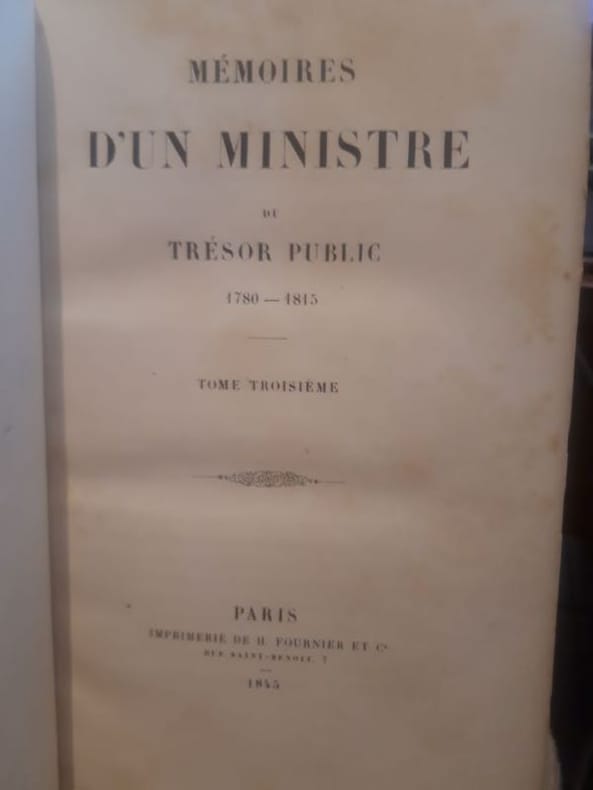 MÉMOIRES
D'UN MINISTRE
DU
TRÉSOR PUBLIC
1780 — 1815
TOME TROISIÈME
PARIS
IMPRIMERIE DE H. FOURNIER ET Cᵉ
RUE SAINT-BENOIT, 7
1845